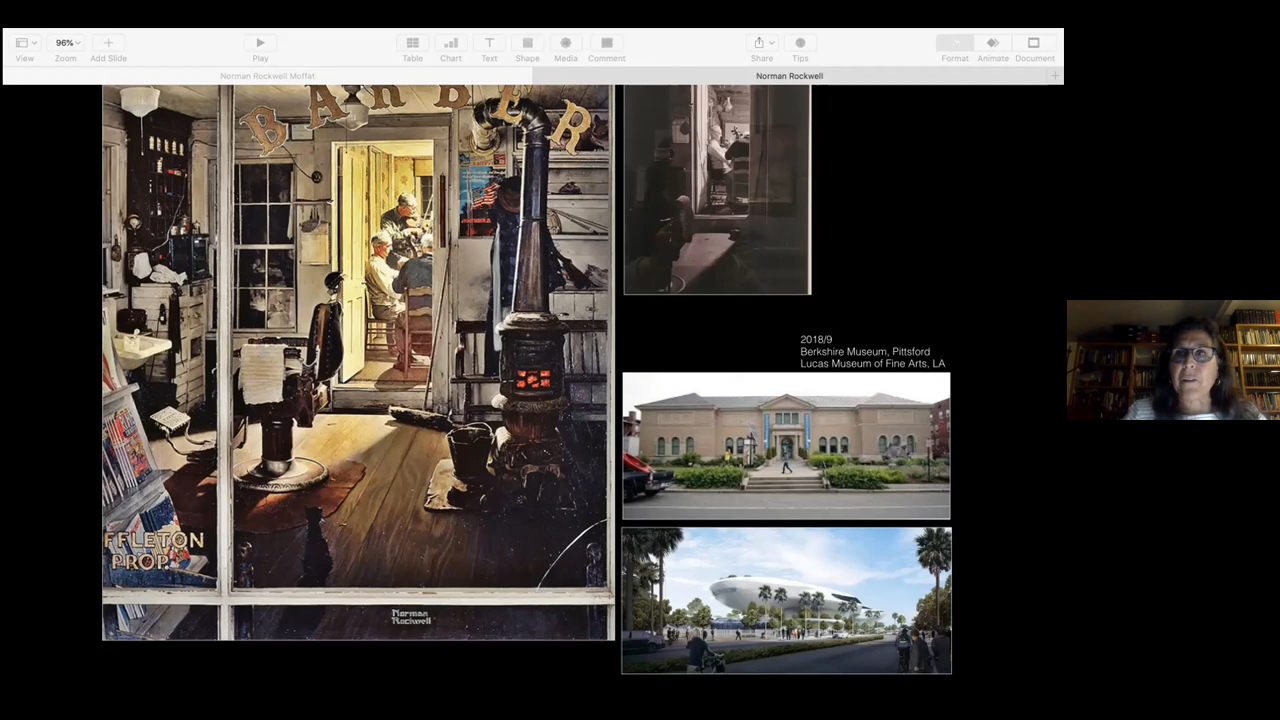 96%
View
Zoom
Add Slide
Play
Table
Chart
Text
Shape
Media
Comment
Share
Tips
Format
Animate
Document
Norman Rockwell Moffat
Norman Rockwell
BARBER
FFLETON
PROP.
Norman
Rockwell
2018/9
Berkshire Museum, Pittsford
Lucas Museum of Fine Arts, LA